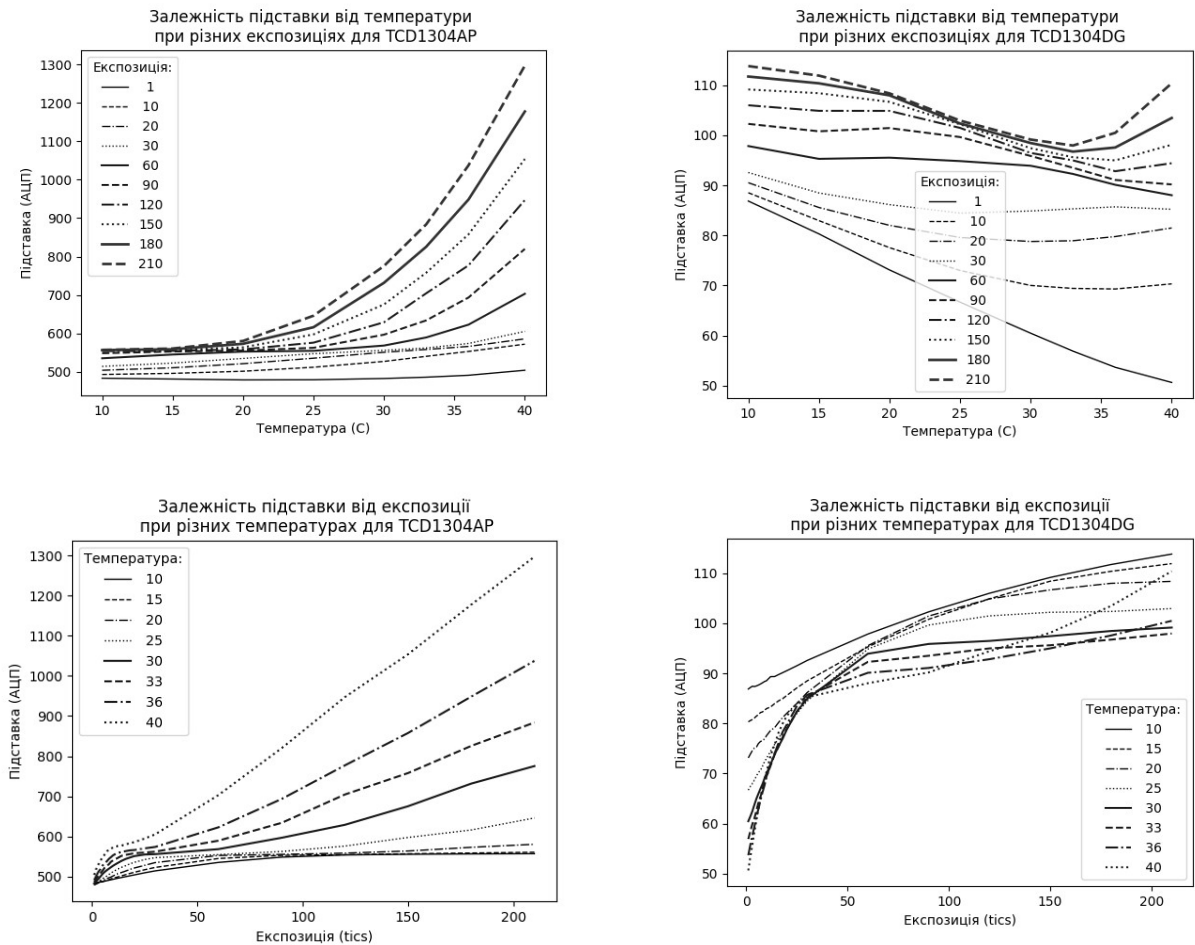 Залежність підставки від температури
при різних експозиціях для TCD1304AP
Підставка (АЦП)
1300
1200
1100
1000
900
800
700
600
500
Експозиція:
1
10
20
30
60
90
120
150
180
210
10 15 20 25 30 35 40
Температура (C)
Залежність підставки від температури
при різних експозиціях для TCD1304DG
Підставка (АЦП)
110
100
90
80
70
60
50
Експозиція:
1
10
20
30
60
90
120
150
180
210
10 15 20 25 30 35 40
Температура (C)
Залежність підставки від експозиції
при різних температурах для TCD1304AP
Підставка (АЦП)
1300
1200
1100
1000
900
800
700
600
500
Температура:
10
15
20
25
30
33
36
40
0 50 100 150 200
Експозиція (tics)
Залежність підставки від експозиції
при різних температурах для TCD1304DG
Підставка (АЦП)
110
100
90
80
70
60
50
Температура:
10
15
20
25
30
33
36
40
0 50 100 150 200
Експозиція (tics)